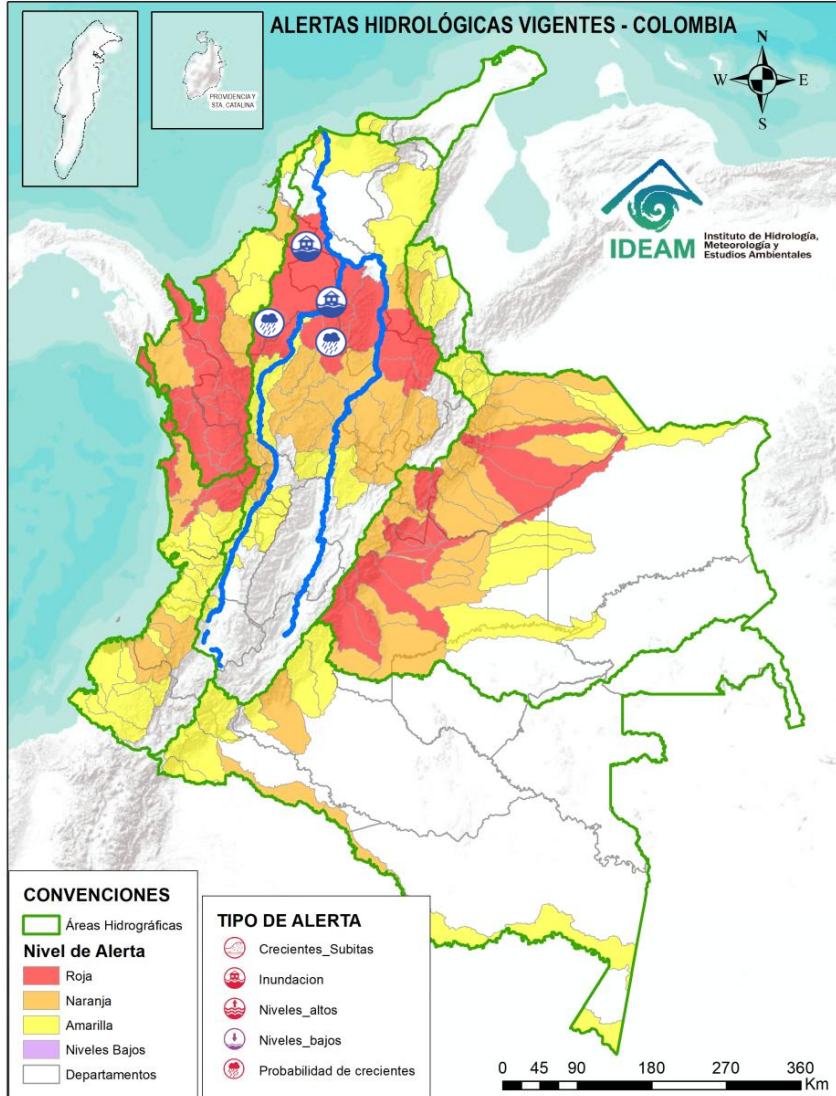 ALERTAS HIDROLÓGICAS VIGENTES - COLOMBIA
PROVIDENCIA Y
STA. CATALINA
N
W
E
S
IDEAM
Instituto de Hidrología,
Meteorología y
Estudios Ambientales
CONVENCIONES
Áreas Hidrográficas
Nivel de Alerta
Roja
Naranja
Amarilla
Niveles Bajos
Departamentos
TIPO DE ALERTA
Crecientes_Subitas
Inundacion
Niveles_altos
Niveles_bajos
Probabilidad de crecientes
0 45 90 180 270 360
Km